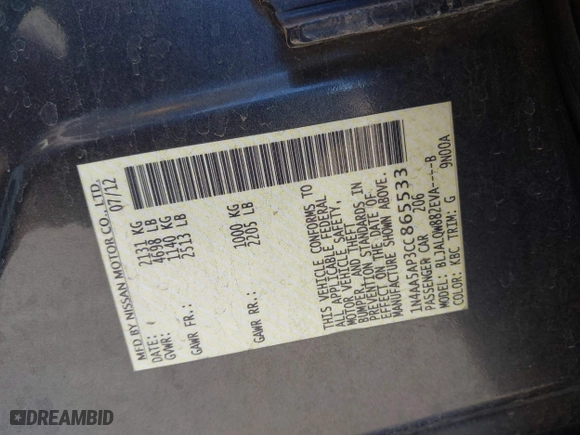 MFD BY NISSAN MOTOR CO., LTD.
DATE: 07/12
GVWR: 2131 KG
4698 LB
GAWR FR.: 1140 KG
2513 LB
GAWR RR.: 1000 KG
2205 LB
THIS VEHICLE CONFORMS TO
ALL APPLICABLE FEDERAL
MOTOR VEHICLE SAFETY,
BUMPER, AND THEFT
PREVENTION STANDARDS IN
EFFECT ON THE DATE OF
MANUFACTURE SHOWN ABOVE.
1N4AA5AP3CC865533
PASSENGER CAR 706
MODEL: BLJALQWR82EVA----B
COLOR: KBC TRIM: G 9N00A
DREAMBID